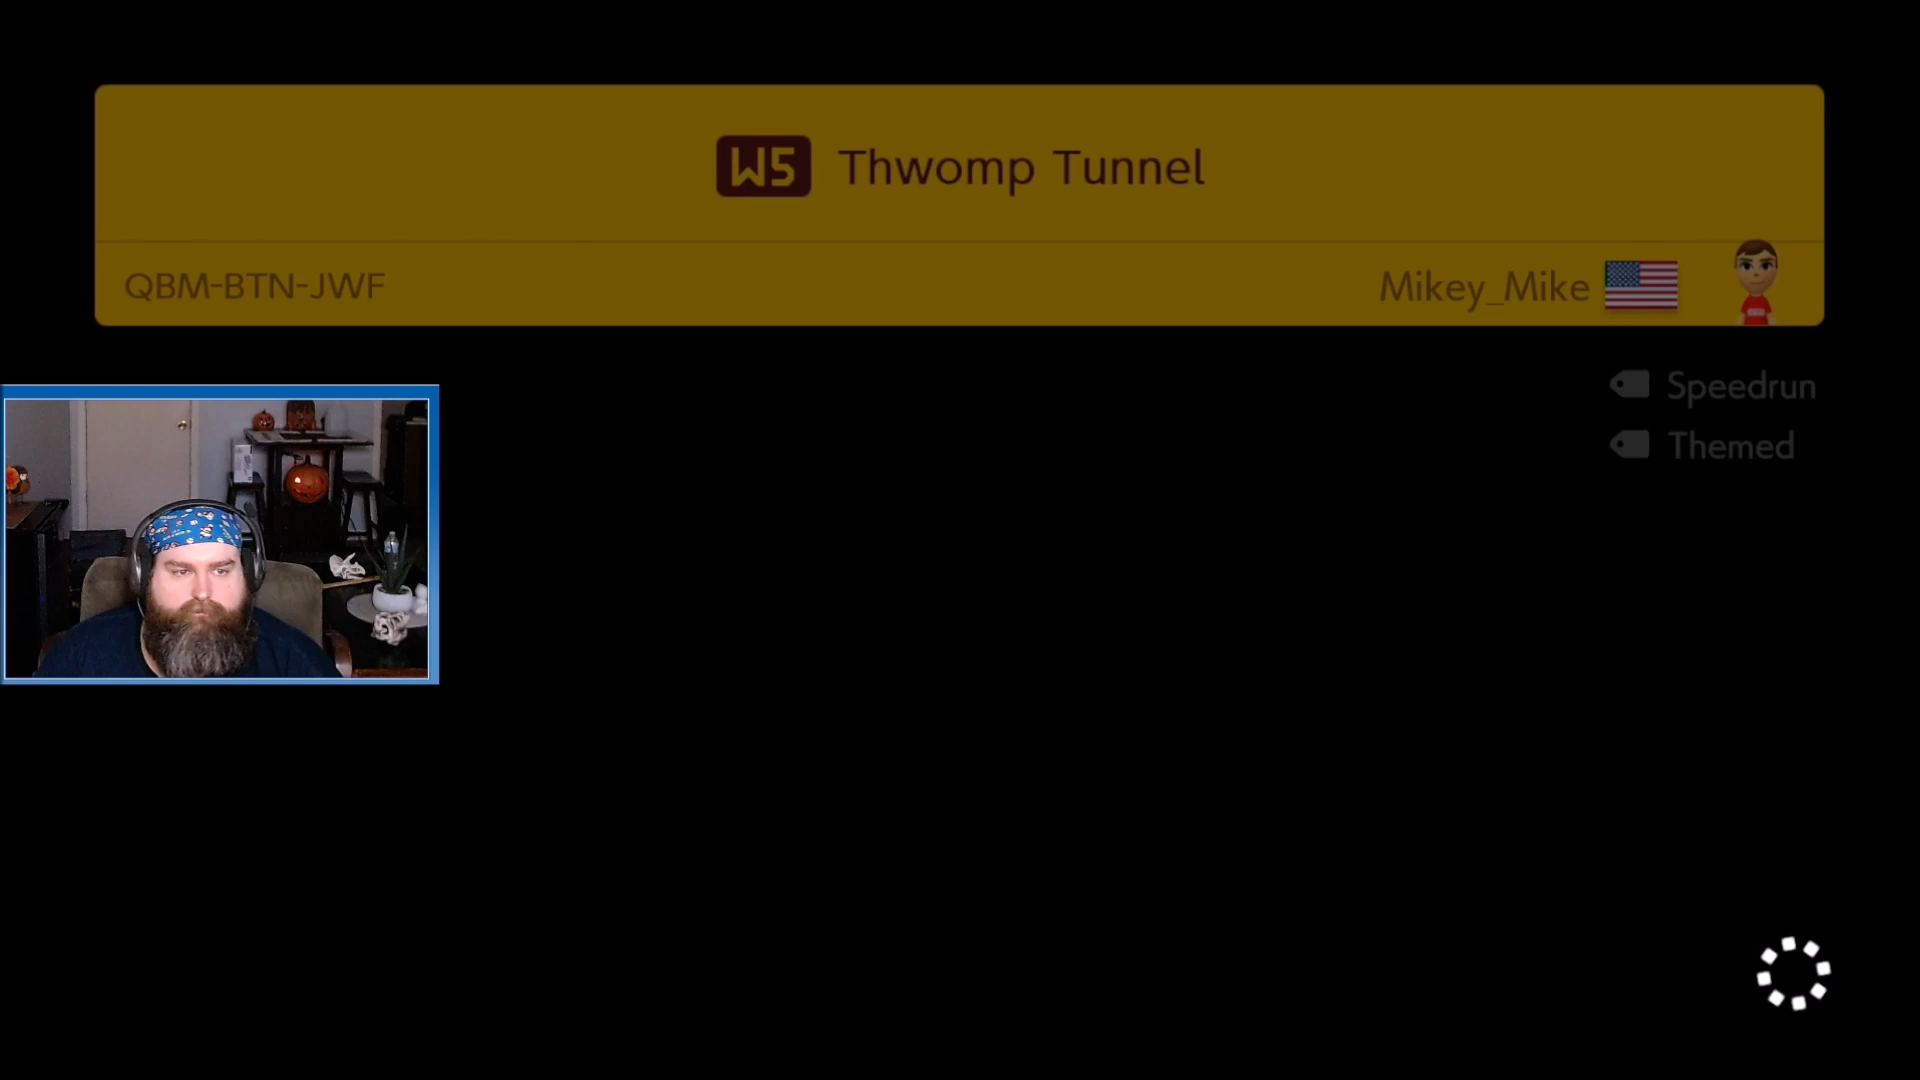 W5 Thwomp Tunnel
QBM-BTN-JWF
Mikey_Mike
Speedrun
Themed